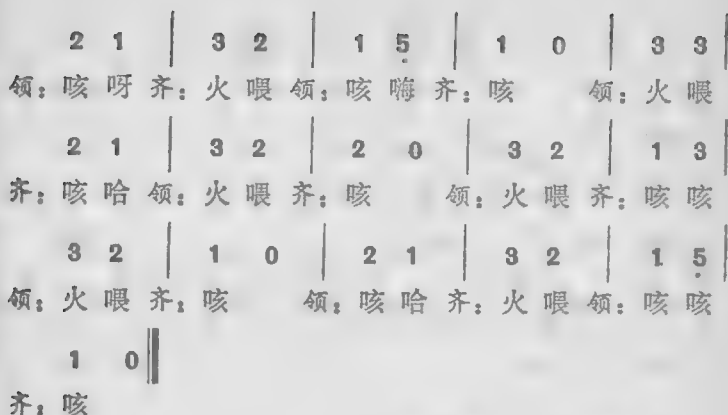 2 1 | 3 2 | 1 5̣ | 1 0 | 3 3 |
领：咳 呀 齐：火 喂 领：咳 嗨 齐：咳 领：火 喂
2 1 | 3 2 | 2 0 | 3 2 | 1 3 |
齐：咳 哈 领：火 喂 齐：咳 领：火 喂 齐：咳 咳
3 2 | 1 0 | 2 1 | 3 2 | 1 5̣ |
领：火 喂 齐：咳 领：咳 哈 齐：火 喂 领：咳 咳
1 0 ‖
齐：咳